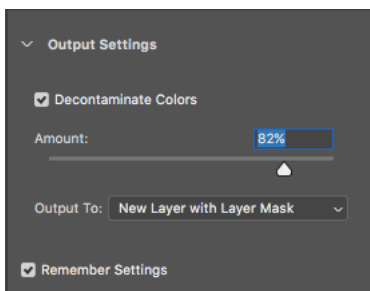 Output Settings
Decontaminate Colors
Amount: 82%
Output To: New Layer with Layer Mask
Remember Settings